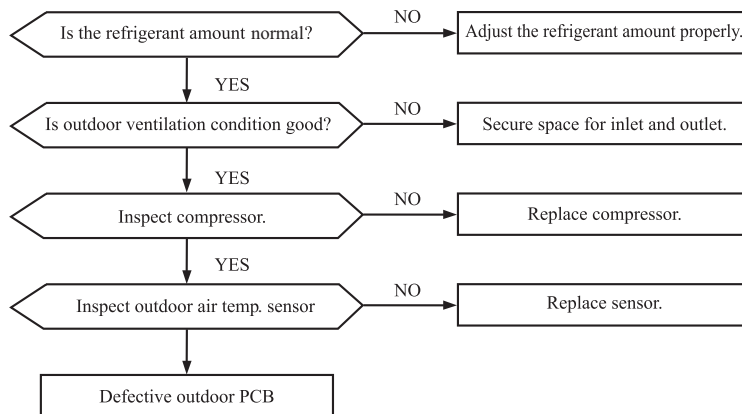 Is the refrigerant amount normal?
NO
Adjust the refrigerant amount properly.
YES
Is outdoor ventilation condition good?
NO
Secure space for inlet and outlet.
YES
Inspect compressor.
NO
Replace compressor.
YES
Inspect outdoor air temp. sensor
NO
Replace sensor.
Defective outdoor PCB